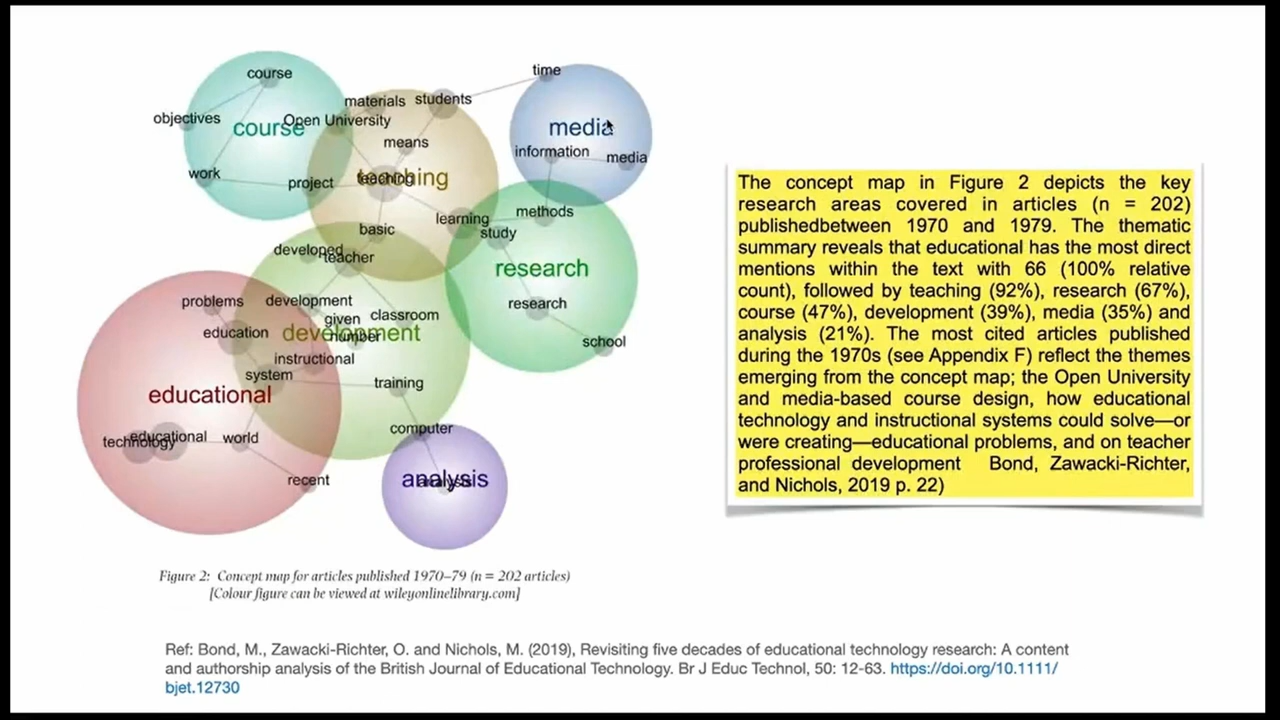 course
objectives
Open University
course
work
project
materials
students
means
teaching
teaching
basic
learning
time
media
information
media
methods
study
research
research
school
developed
teacher
development
given
number
classroom
development
instructional
system
training
problems
education
educational
technology
educational
world
recent
computer
analysis
The concept map in Figure 2 depicts the key
research areas covered in articles (n = 202)
publishedbetween 1970 and 1979. The thematic
summary reveals that educational has the most direct
mentions within the text with 66 (100% relative
count), followed by teaching (92%), research (67%),
course (47%), development (39%), media (35%) and
analysis (21%). The most cited articles published
during the 1970s (see Appendix F) reflect the themes
emerging from the concept map; the Open University
and media-based course design, how educational
technology and instructional systems could solve—or
were creating—educational problems, and on teacher
professional development Bond, Zawacki-Richter,
and Nichols, 2019 p. 22)
Figure 2: Concept map for articles published 1970–79 (n = 202 articles)
[Colour figure can be viewed at wileyonlinelibrary.com]
Ref: Bond, M., Zawacki-Richter, O. and Nichols, M. (2019), Revisiting five decades of educational technology research: A content
and authorship analysis of the British Journal of Educational Technology. Br J Educ Technol, 50: 12-63. https://doi.org/10.1111/
bjet.12730